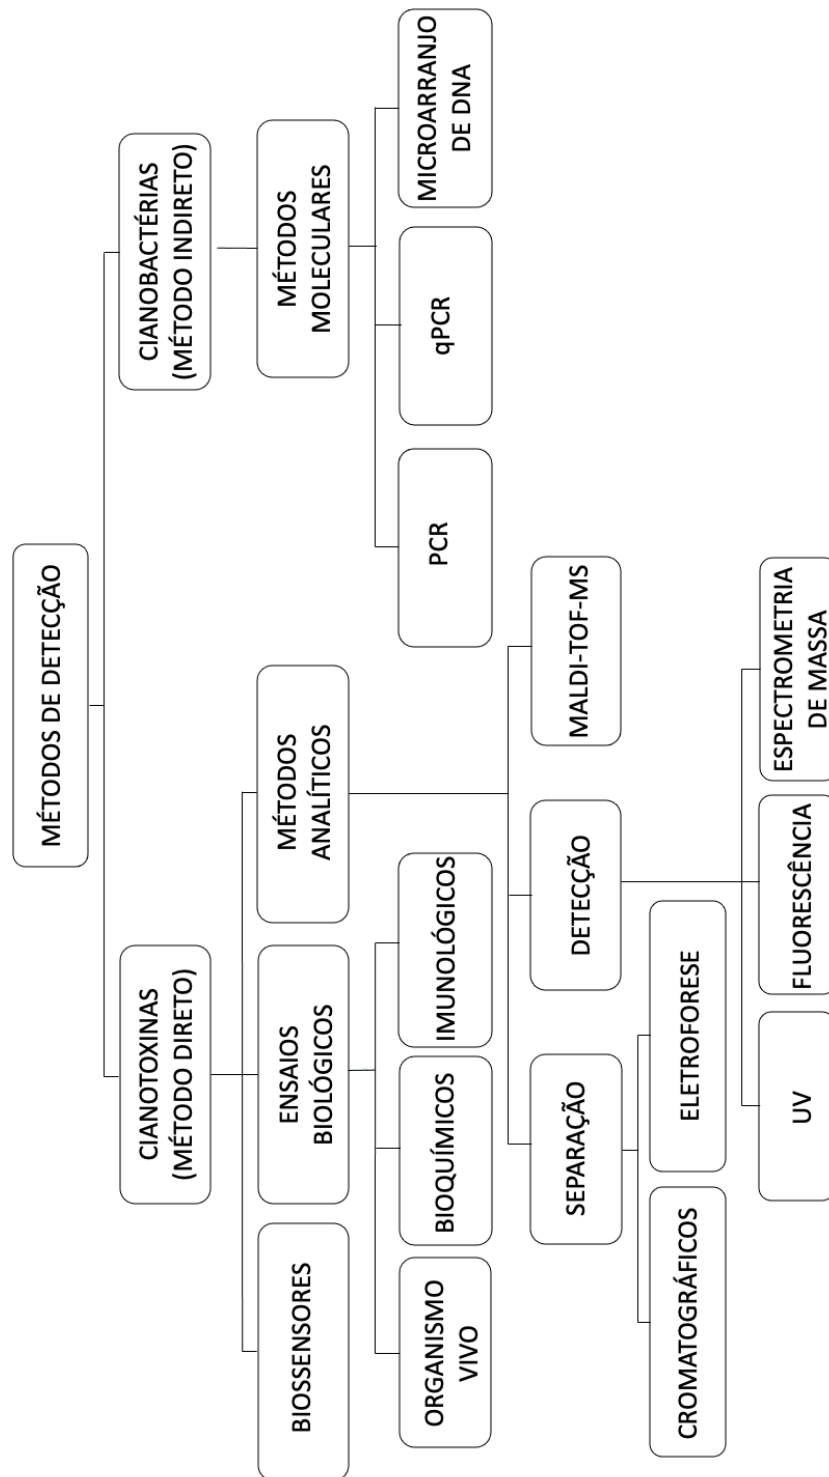 MÉTODOS DE DETECÇÃO
CIANOTOXINAS
(MÉTODO DIRETO)
CIANOBACTÉRIAS
(MÉTODO INDIRETO)
BIOSSENSORES
ENSAIOS
BIOLÓGICOS
MÉTODOS
ANALÍTICOS
MÉTODOS
MOLECULARES
ORGANISMO
VIVO
BIOQUÍMICOS
IMUNOLÓGICOS
PCR
qPCR
MICROARRANJO
DE DNA
SEPARAÇÃO
DETECÇÃO
MALDI-TOF-MS
CROMATOGRÁFICOS
ELETROFORESE
UV
FLUORESCÊNCIA
ESPECTROMETRIA
DE MASSA